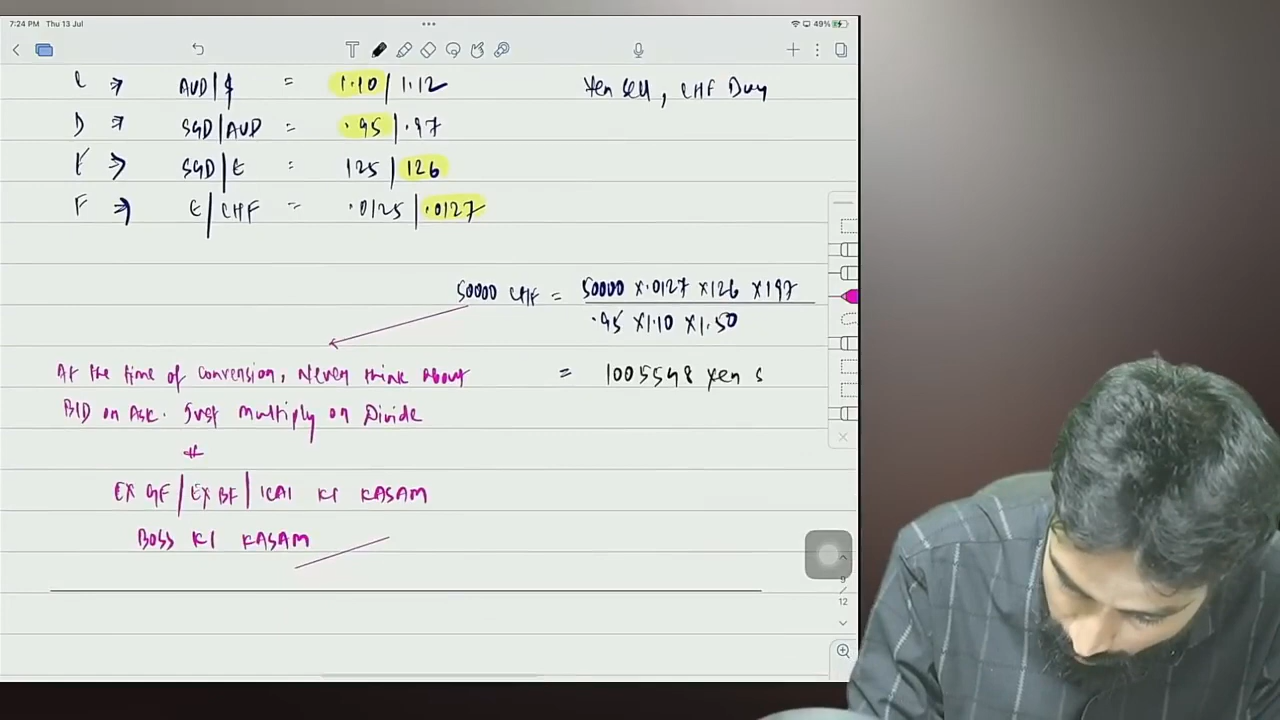 7:24 PM Thu 13 Jul
49%
C → AUD/$ = 1.10/1.12
Yen Sell, CHF Buy
D → SGD/AUD = .95/.97
E → SGD/€ = 125/126
F → €/CHF = .0125/.0127
50000 CHF = 50000 x .0127 x 126 x 197
.95 x 1.10 x 1.50
= 1005598 Yen s
At the time of conversion, Never think about
BID or Ask. Just multiply or Divide
EX GF/EX BF/ICAI KI KASAM
BOSS KI KASAM
9
12